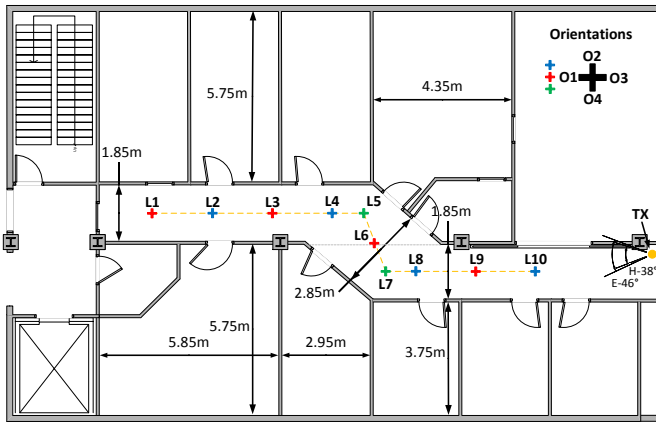 Orientations
O2
O1
O3
O4
5.75m
4.35m
1.85m
L1
L2
L3
L4
L5
1.85m
TX
L6
H-38°
E-46°
L7
L8
L9
L10
2.85m
5.75m
5.85m
2.95m
3.75m